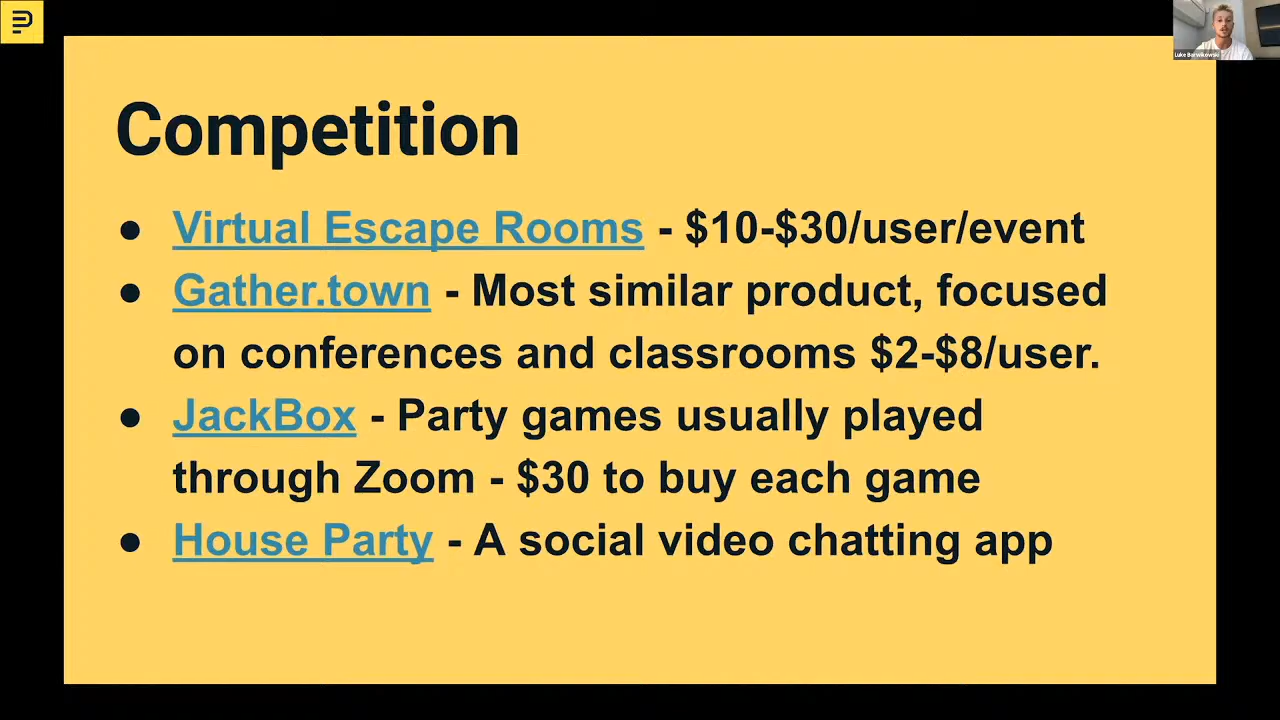 Luke Barwikowski
Competition
● Virtual Escape Rooms - $10-$30/user/event
● Gather.town - Most similar product, focused
on conferences and classrooms $2-$8/user.
● JackBox - Party games usually played
through Zoom - $30 to buy each game
● House Party - A social video chatting app